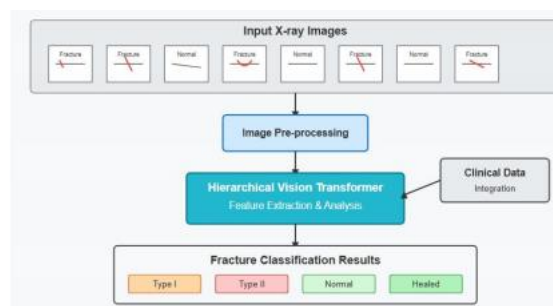 Input X-ray Images
Fracture Fracture Normal Fracture Normal Fracture Normal Fracture
Image Pre-processing
Hierarchical Vision Transformer
Feature Extraction & Analysis
Clinical Data
Integration
Fracture Classification Results
Type I Type II Normal Healed